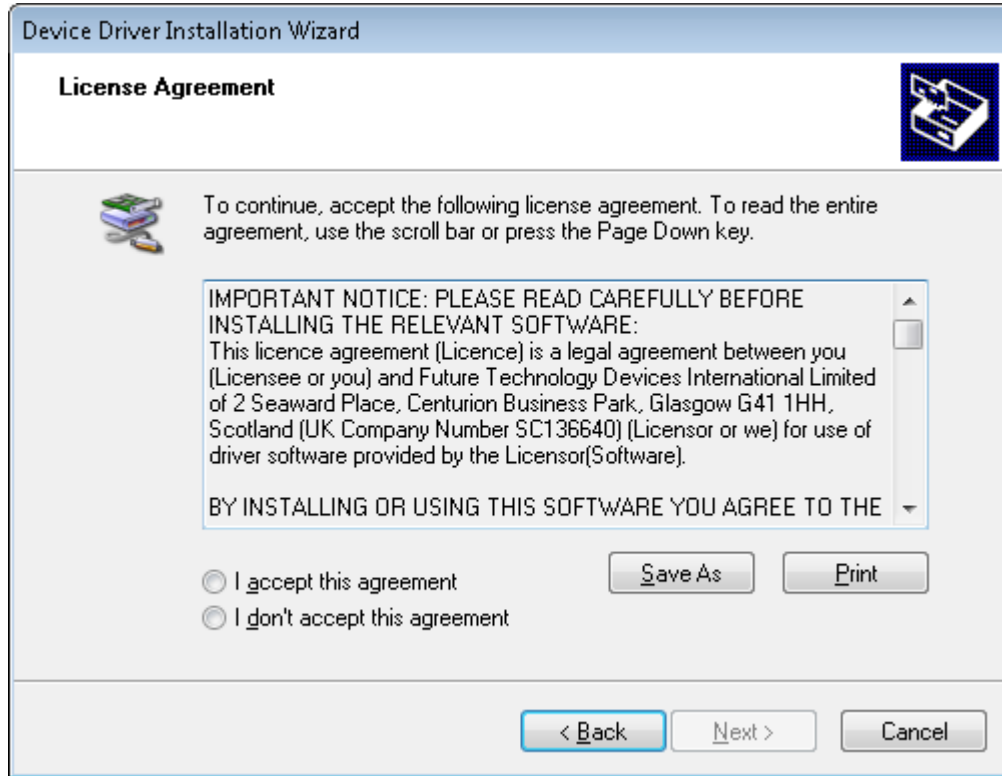 Device Driver Installation Wizard
License Agreement
To continue, accept the following license agreement. To read the entire
agreement, use the scroll bar or press the Page Down key.
IMPORTANT NOTICE: PLEASE READ CAREFULLY BEFORE
INSTALLING THE RELEVANT SOFTWARE:
This licence agreement (Licence) is a legal agreement between you
(Licensee or you) and Future Technology Devices International Limited
of 2 Seaward Place, Centurion Business Park, Glasgow G41 1HH,
Scotland (UK Company Number SC136640) (Licensor or we) for use of
driver software provided by the Licensor(Software).
BY INSTALLING OR USING THIS SOFTWARE YOU AGREE TO THE
I accept this agreement
Save As
Print
I don't accept this agreement
< Back
Next >
Cancel